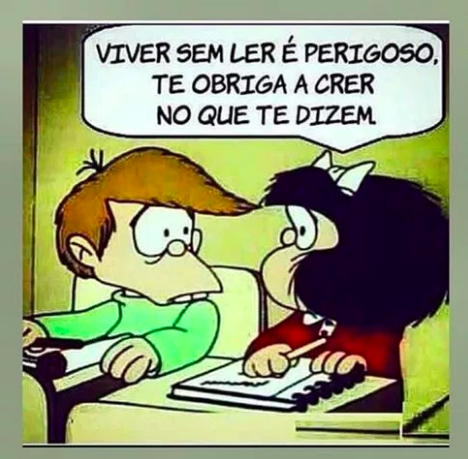 VIVER SEM LER É PERIGOSO.
TE OBRIGA A CRER
NO QUE TE DIZEM.